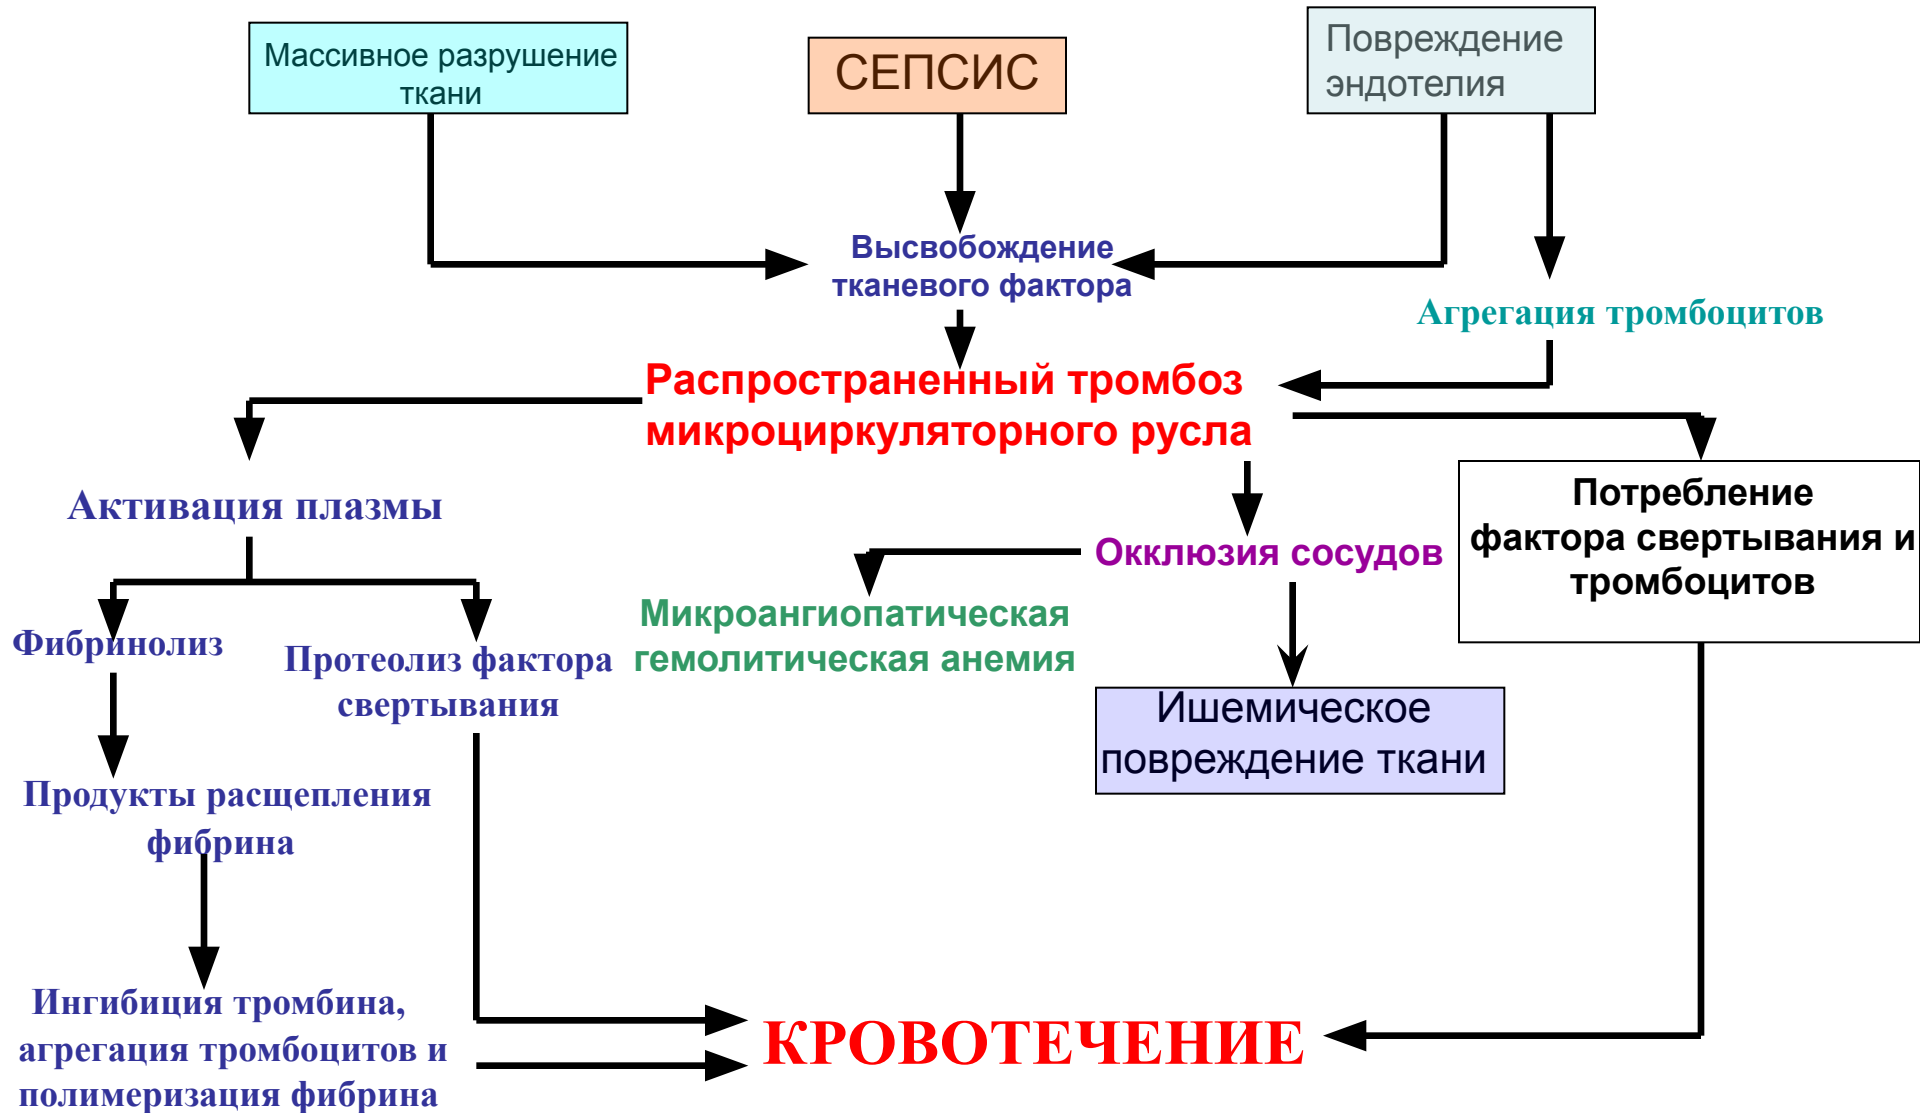 Массивное разрушение
ткани
СЕПСИС
Повреждение
эндотелия
Высвобождение
тканевого фактора
Агрегация тромбоцитов
Распространенный тромбоз
микроциркуляторного русла
Активация плазмы
Окклюзия сосудов
Потребление
фактора свертывания и
тромбоцитов
Фибринолиз
Протеолиз фактора
свертывания
Микроангиопатическая
гемолитическая анемия
Ишемическое
повреждение ткани
Продукты расщепления
фибрина
Ингибиция тромбина,
агрегация тромбоцитов и
полимеризация фибрина
КРОВОТЕЧЕНИЕ